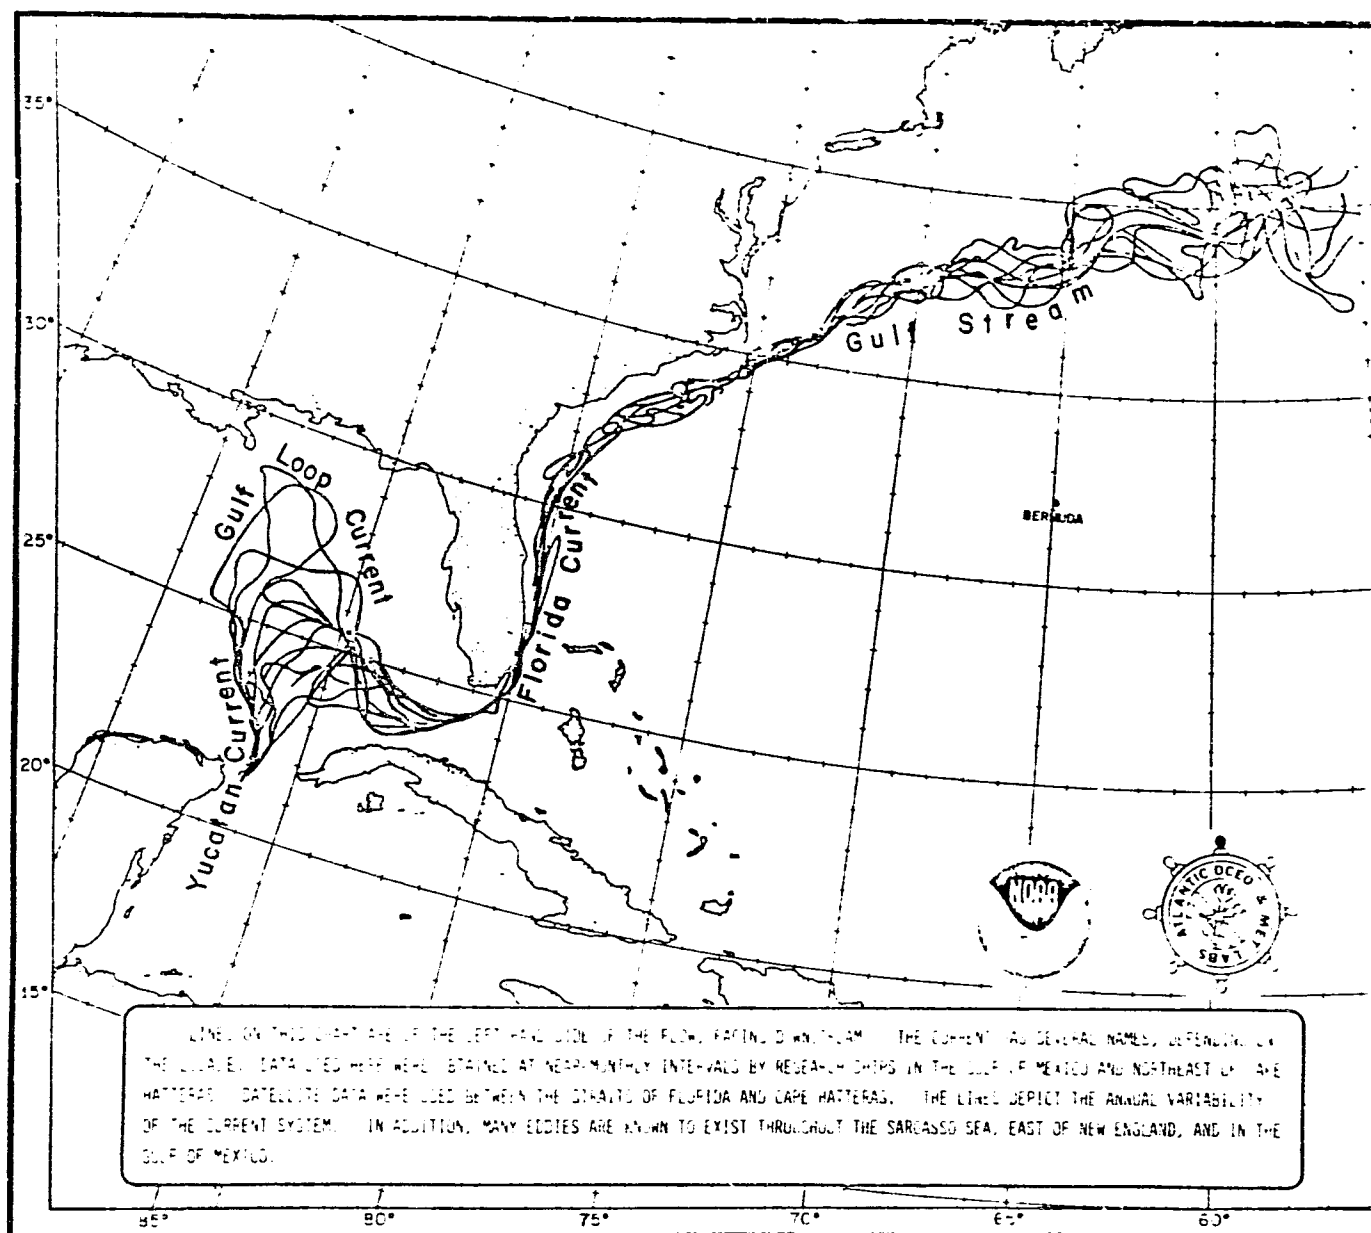 35°
30°
25°
20°
15°
Gulf Stream
Loop
Gulf
Current
Florida Current
Yucatan Current
BERMUDA
NOAA
ATLANTIC OCEO & MET LABS
LINES ON THIS CHART ARE OF THE LEFT HAND SIDE OF THE FLOW, FACING DOWNSTREAM. THE CURRENT HAS SEVERAL NAMES, DEPENDING ON
THE LOCALE. DATA USED HERE WERE OBTAINED AT NEAR-MONTHLY INTERVALS BY RESEARCH SHIPS IN THE GULF OF MEXICO AND NORTHEAST OF CAPE
HATTERAS. SATELLITE DATA WERE USED BETWEEN THE STRAITS OF FLORIDA AND CAPE HATTERAS. THE LINES DEPICT THE ANNUAL VARIABILITY
OF THE CURRENT SYSTEM. IN ADDITION, MANY EDDIES ARE KNOWN TO EXIST THROUGHOUT THE SARGASSO SEA, EAST OF NEW ENGLAND, AND IN THE
GULF OF MEXICO.
85° 80° 75° 70° 65° 60°